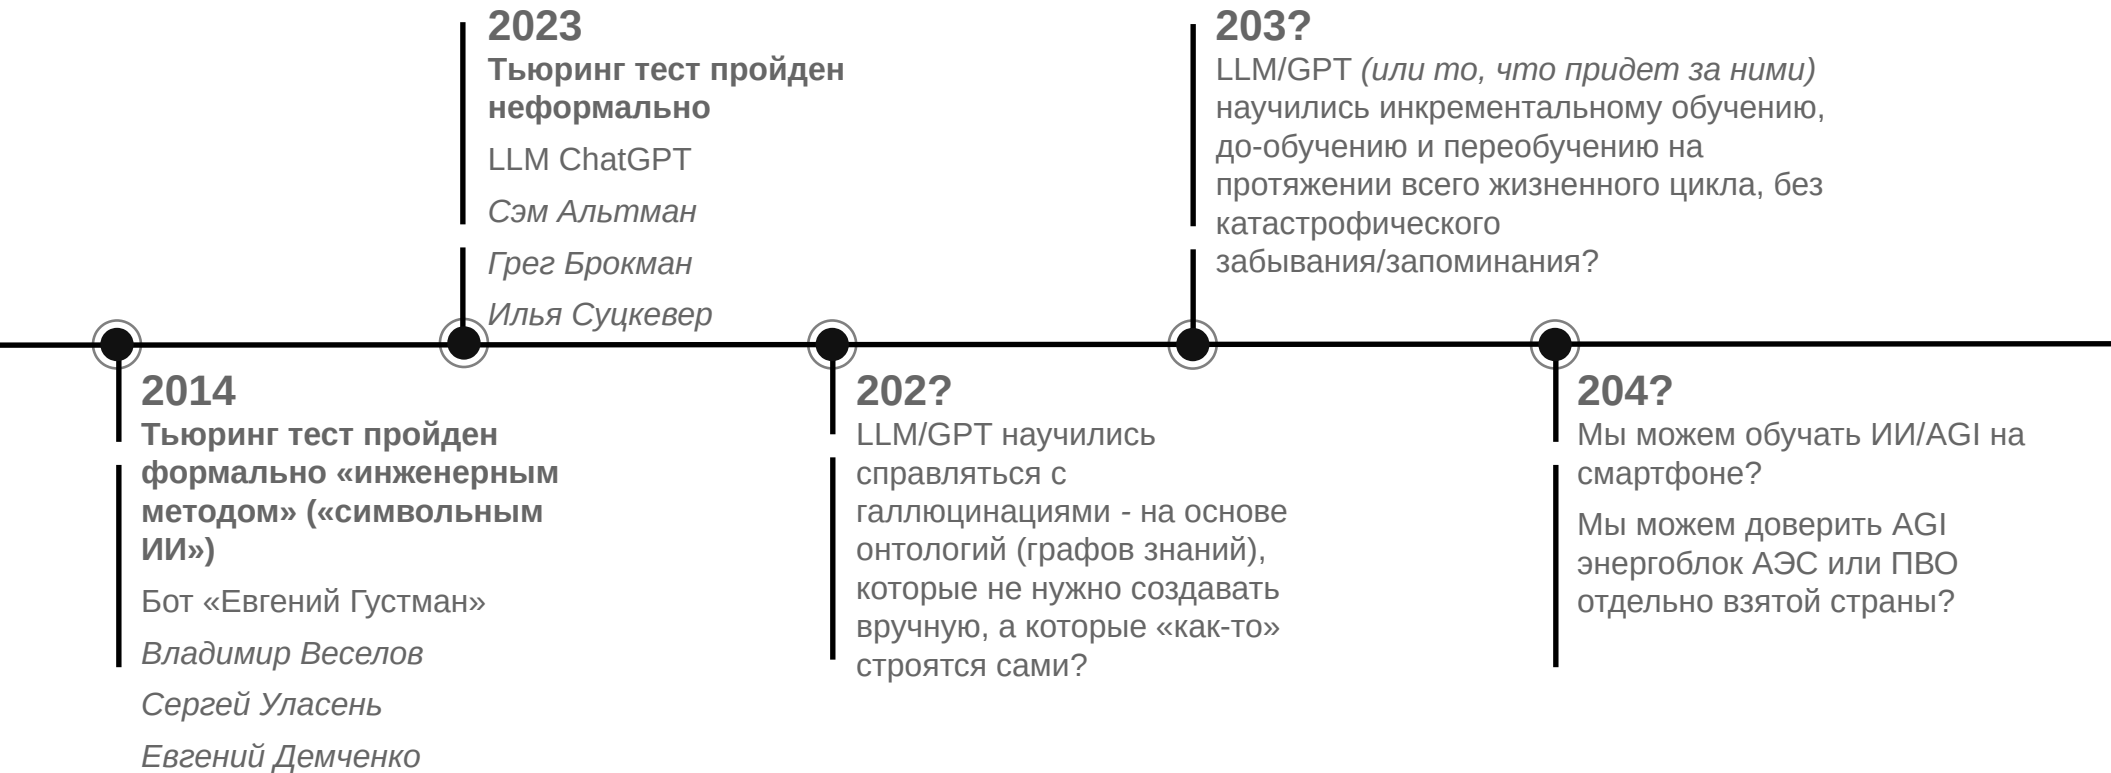 2023
Тьюринг тест пройден
неформально
LLM ChatGPT
Сэм Альтман
Грег Брокман
Илья Суцкевер
203?
LLM/GPT (или то, что придет за ними)
научились инкрементальному обучению,
до-обучению и переобучению на
протяжении всего жизненного цикла, без
катастрофического
забывания/запоминания?
2014
Тьюринг тест пройден
формально «инженерным
методом» («символьным
ИИ»)
Бот «Евгений Густман»
Владимир Веселов
Сергей Уласень
Евгений Демченко
202?
LLM/GPT научились
справляться с
галлюцинациями - на основе
онтологий (графов знаний),
которые не нужно создавать
вручную, а которые «как-то»
строятся сами?
204?
Мы можем обучать ИИ/AGI на
смартфоне?
Мы можем доверить AGI
энергоблок АЭС или ПВО
отдельно взятой страны?